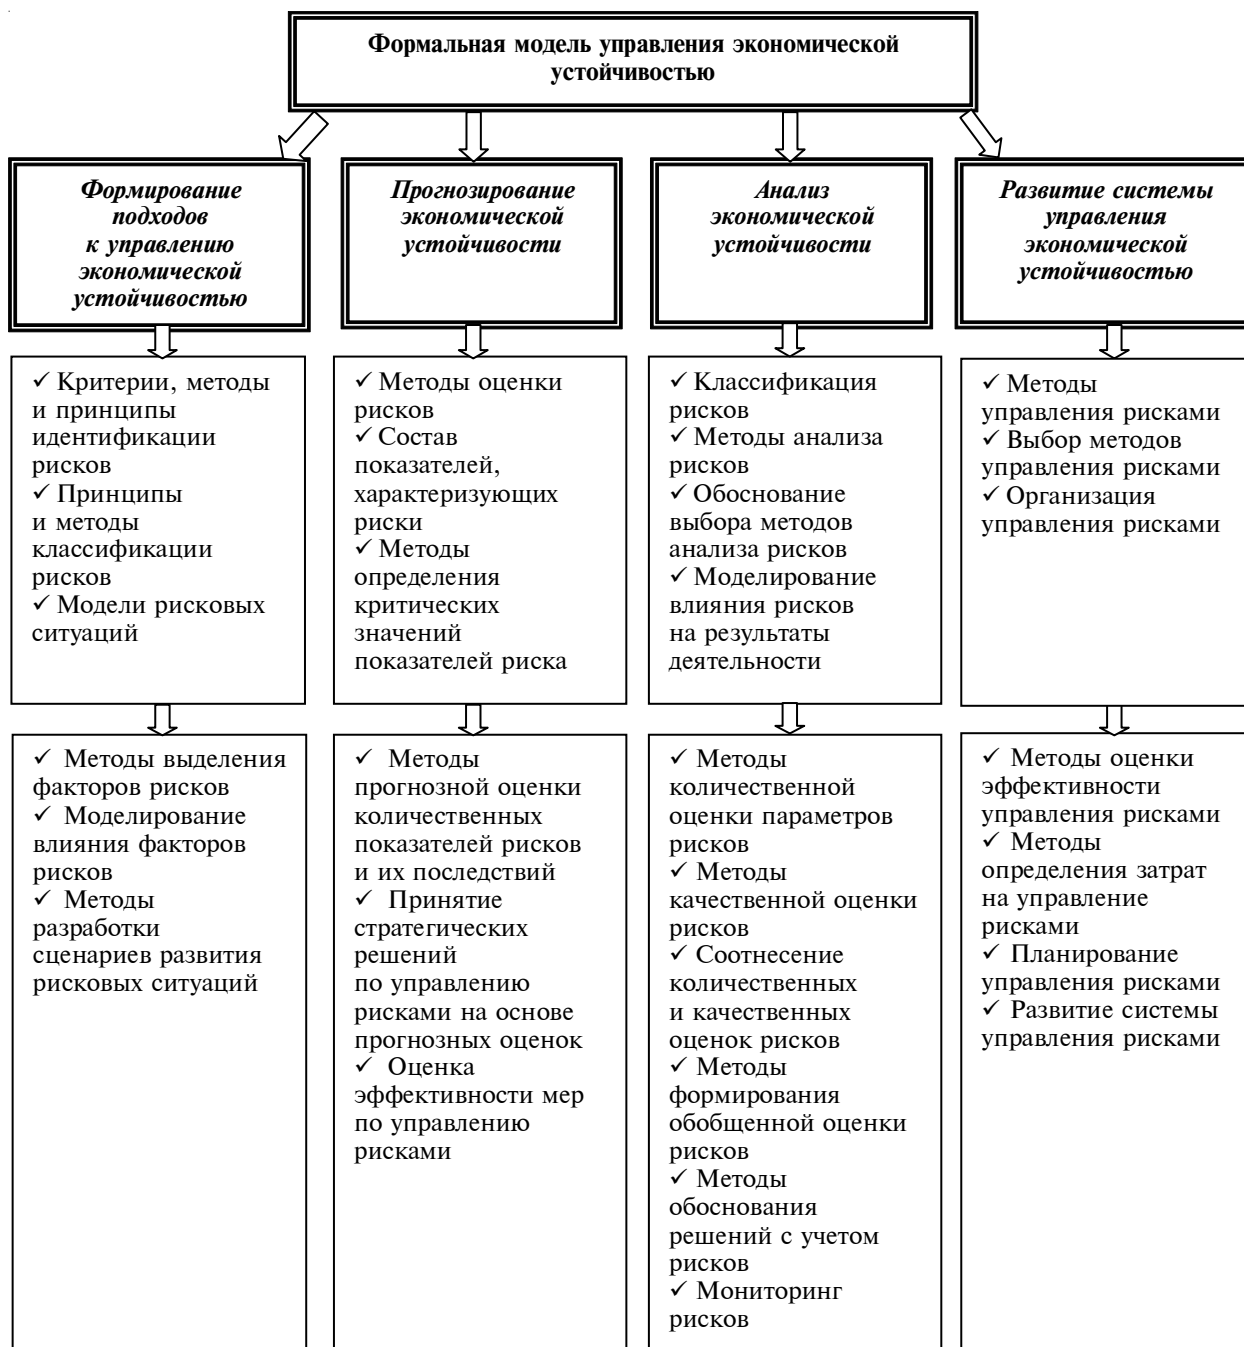 Формальная модель управления экономической
устойчивостью
Формирование
подходов
к управлению
экономической
устойчивостью
Прогнозирование
экономической
устойчивости
Анализ
экономической
устойчивости
Развитие системы
управления
экономической
устойчивостью
✓ Критерии, методы
и принципы
идентификации
рисков
✓ Принципы
и методы
классификации
рисков
✓ Модели рисковых
ситуаций
✓ Методы оценки
рисков
✓ Состав
показателей,
характеризующих
риски
✓ Методы
определения
критических
значений
показателей риска
✓ Классификация
рисков
✓ Методы анализа
рисков
✓ Обоснование
выбора методов
анализа рисков
✓ Моделирование
влияния рисков
на результаты
деятельности
✓ Методы
управления рисками
✓ Выбор методов
управления рисками
✓ Организация
управления рисками
✓ Методы выделения
факторов рисков
✓ Моделирование
влияния факторов
рисков
✓ Методы
разработки
сценариев развития
рисковых ситуаций
✓ Методы
прогнозной оценки
количественных
показателей рисков
и их последствий
✓ Принятие
стратегических
решений
по управлению
рисками на основе
прогнозных оценок
✓ Оценка
эффективности мер
по управлению
рисками
✓ Методы
количественной
оценки параметров
рисков
✓ Методы
качественной оценки
рисков
✓ Соотнесение
количественных
и качественных
оценок рисков
✓ Методы
формирования
обобщенной оценки
рисков
✓ Методы
обоснования
решений с учетом
рисков
✓ Мониторинг
рисков
✓ Методы оценки
эффективности
управления рисками
✓ Методы
определения затрат
на управление
рисками
✓ Планирование
управления рисками
✓ Развитие системы
управления рисками